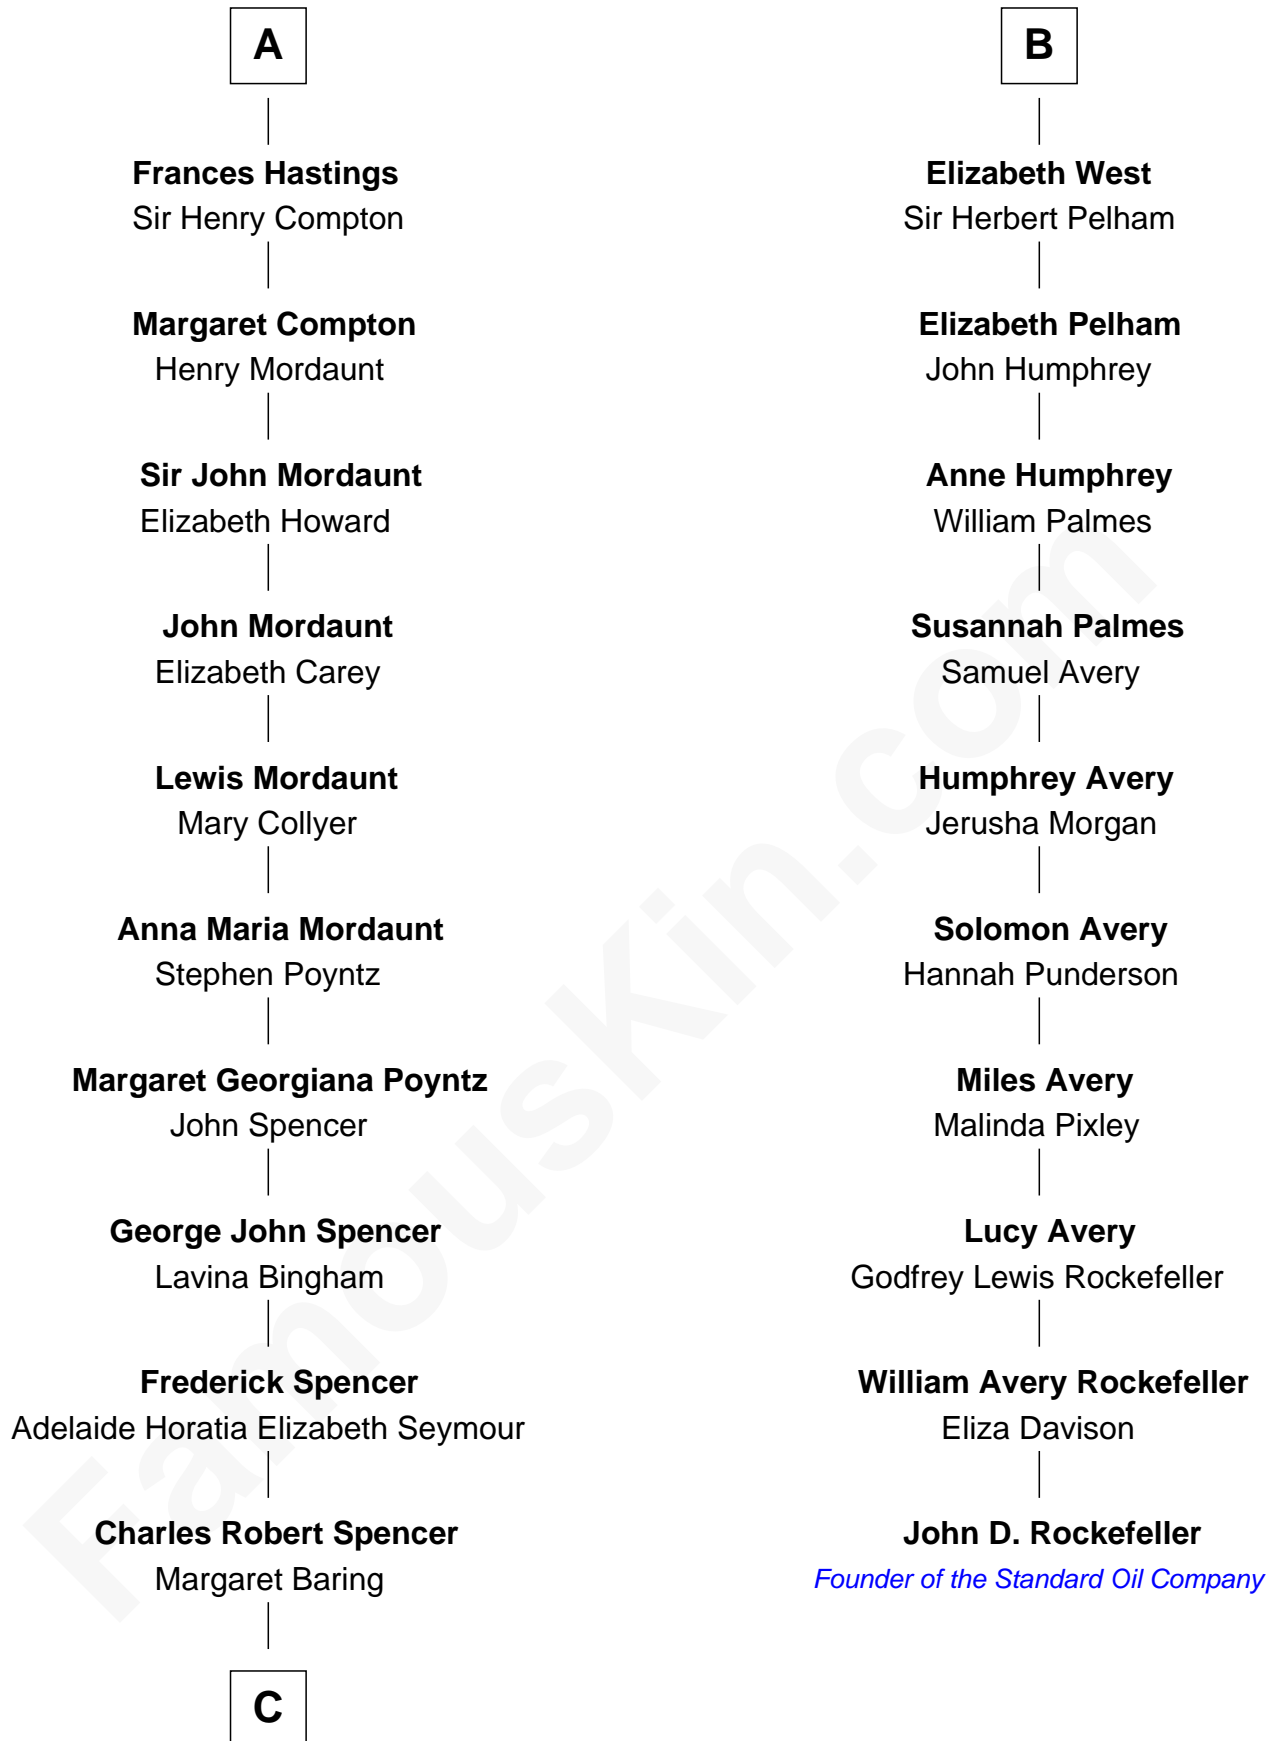 A
Frances Hastings
Sir Henry Compton
Margaret Compton
Henry Mordaunt
Sir John Mordaunt
Elizabeth Howard
John Mordaunt
Elizabeth Carey
Lewis Mordaunt
Mary Collyer
Anna Maria Mordaunt
Stephen Poyntz
Margaret Georgiana Poyntz
John Spencer
George John Spencer
Lavina Bingham
Frederick Spencer
Adelaide Horatia Elizabeth Seymour
Charles Robert Spencer
Margaret Baring
C
B
Elizabeth West
Sir Herbert Pelham
Elizabeth Pelham
John Humphrey
Anne Humphrey
William Palmes
Susannah Palmes
Samuel Avery
Humphrey Avery
Jerusha Morgan
Solomon Avery
Hannah Punderson
Miles Avery
Malinda Pixley
Lucy Avery
Godfrey Lewis Rockefeller
William Avery Rockefeller
Eliza Davison
John D. Rockefeller
Founder of the Standard Oil Company
FamousKin.com